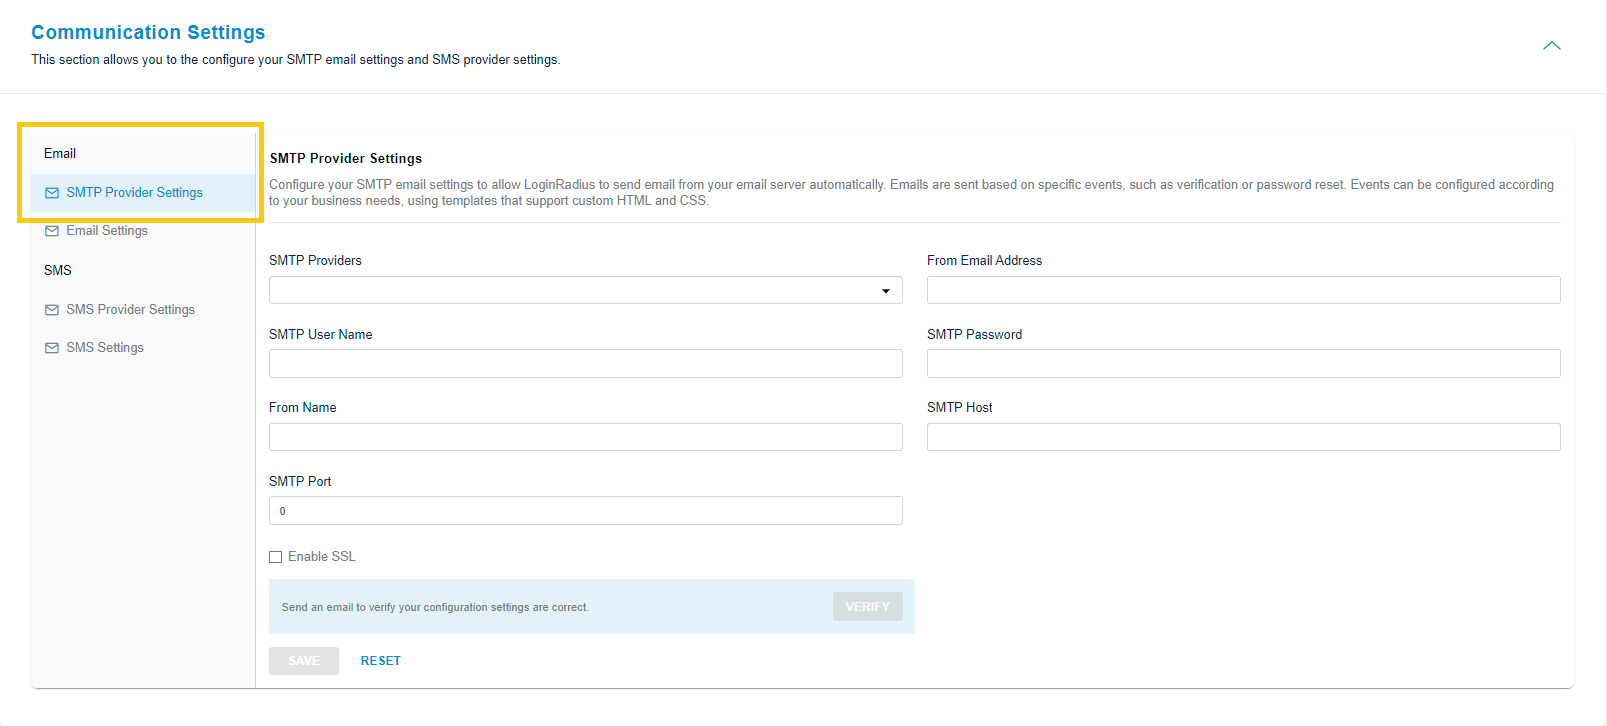 Communication Settings
This section allows you to the configure your SMTP email settings and SMS provider settings.
Email
SMTP Provider Settings
Email Settings
SMS
SMS Provider Settings
SMS Settings
SMTP Provider Settings
Configure your SMTP email settings to allow LoginRadius to send email from your email server automatically. Emails are sent based on specific events, such as verification or password reset. Events can be configured according
to your business needs, using templates that support custom HTML and CSS.
SMTP Providers
From Email Address
SMTP User Name
SMTP Password
From Name
SMTP Host
SMTP Port
0
Enable SSL
Send an email to verify your configuration settings are correct.
VERIFY
SAVE
RESET